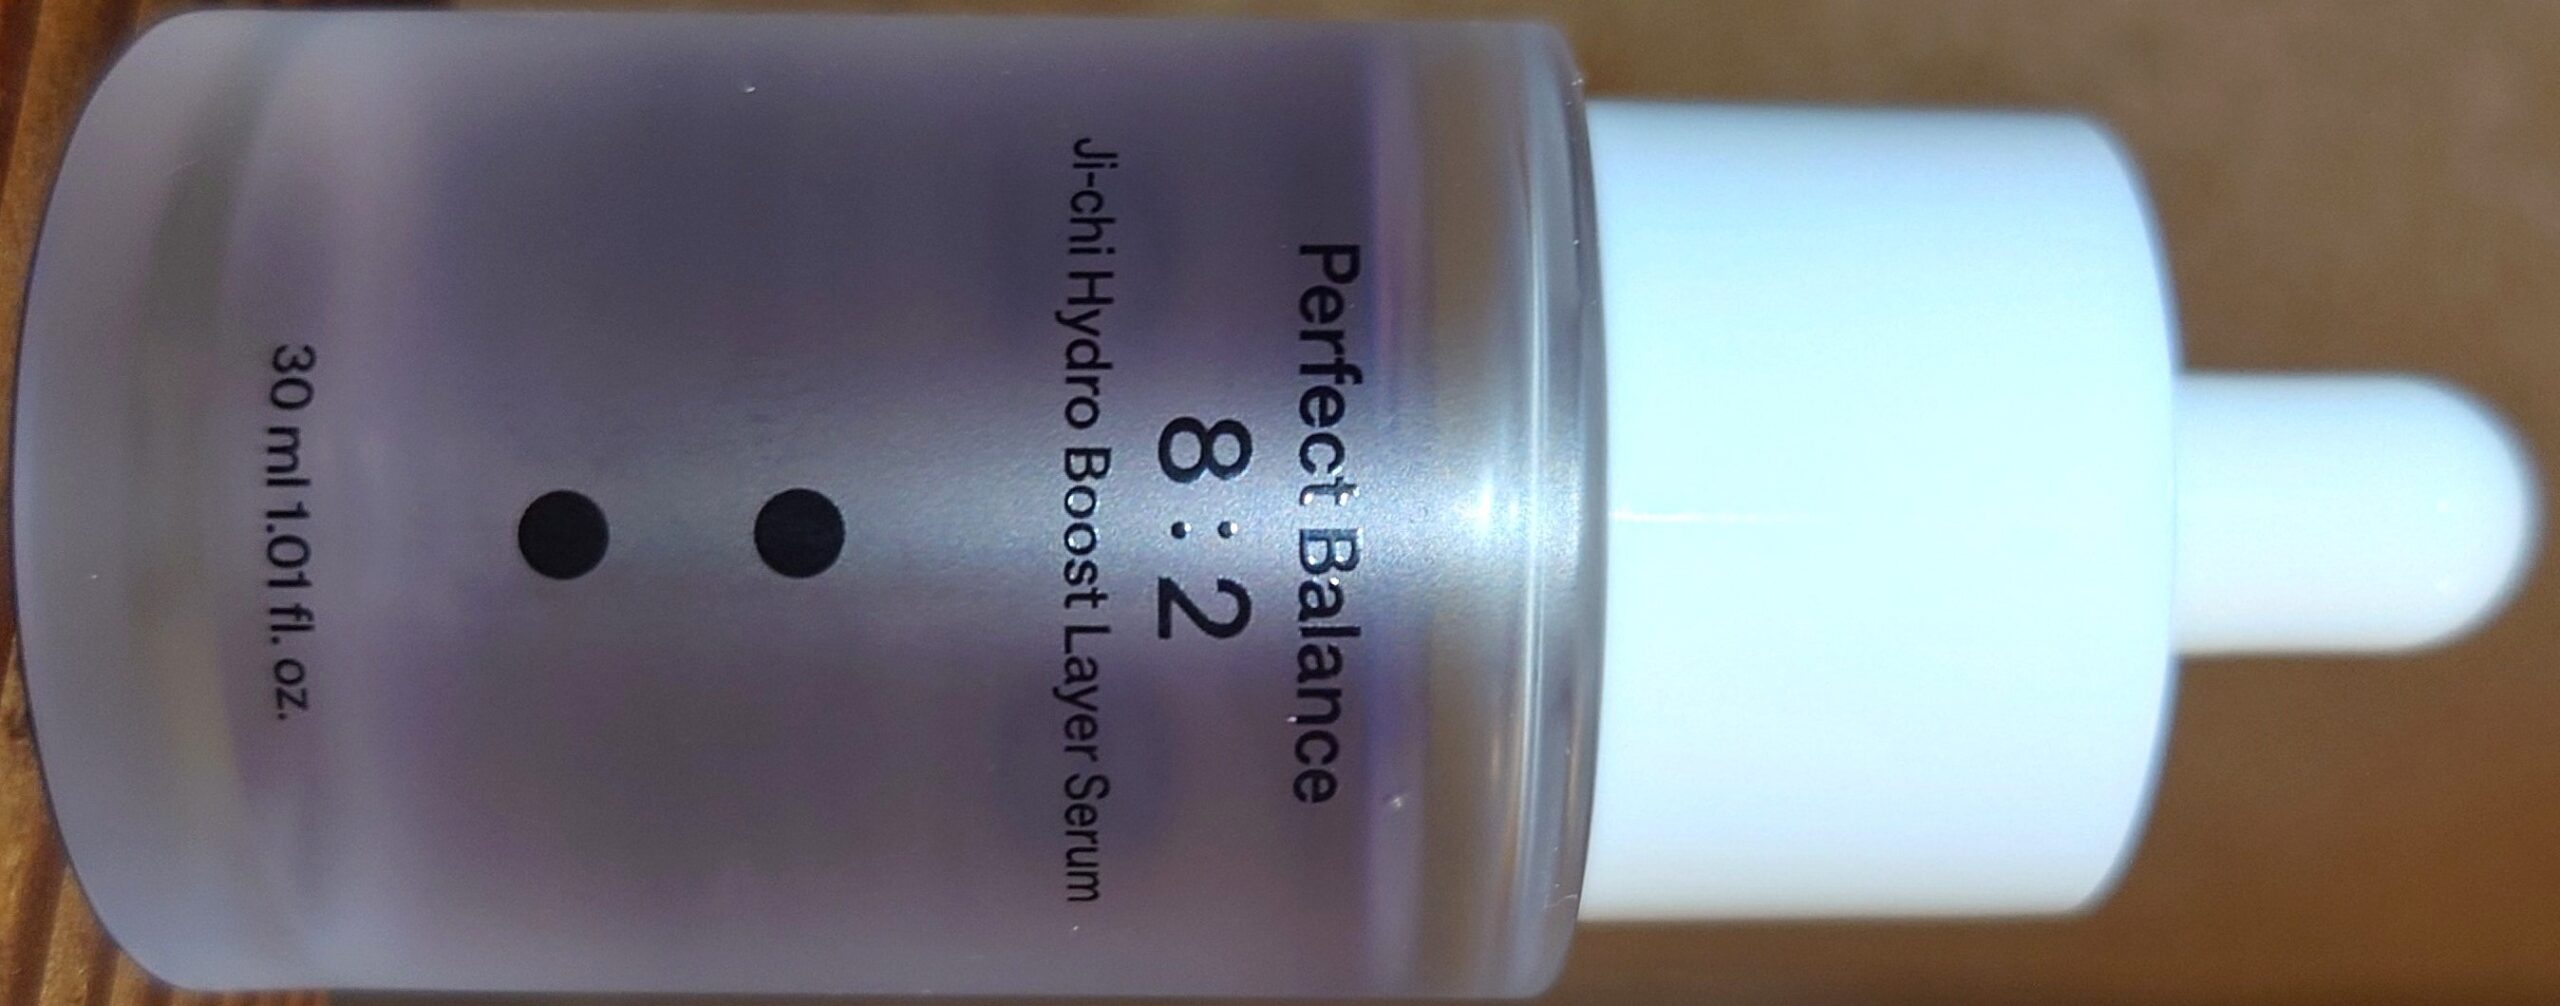 Perfect Balance
8:2
Ji-chi Hydro Boost Layer Serum
30 ml 1.01 fl. oz.